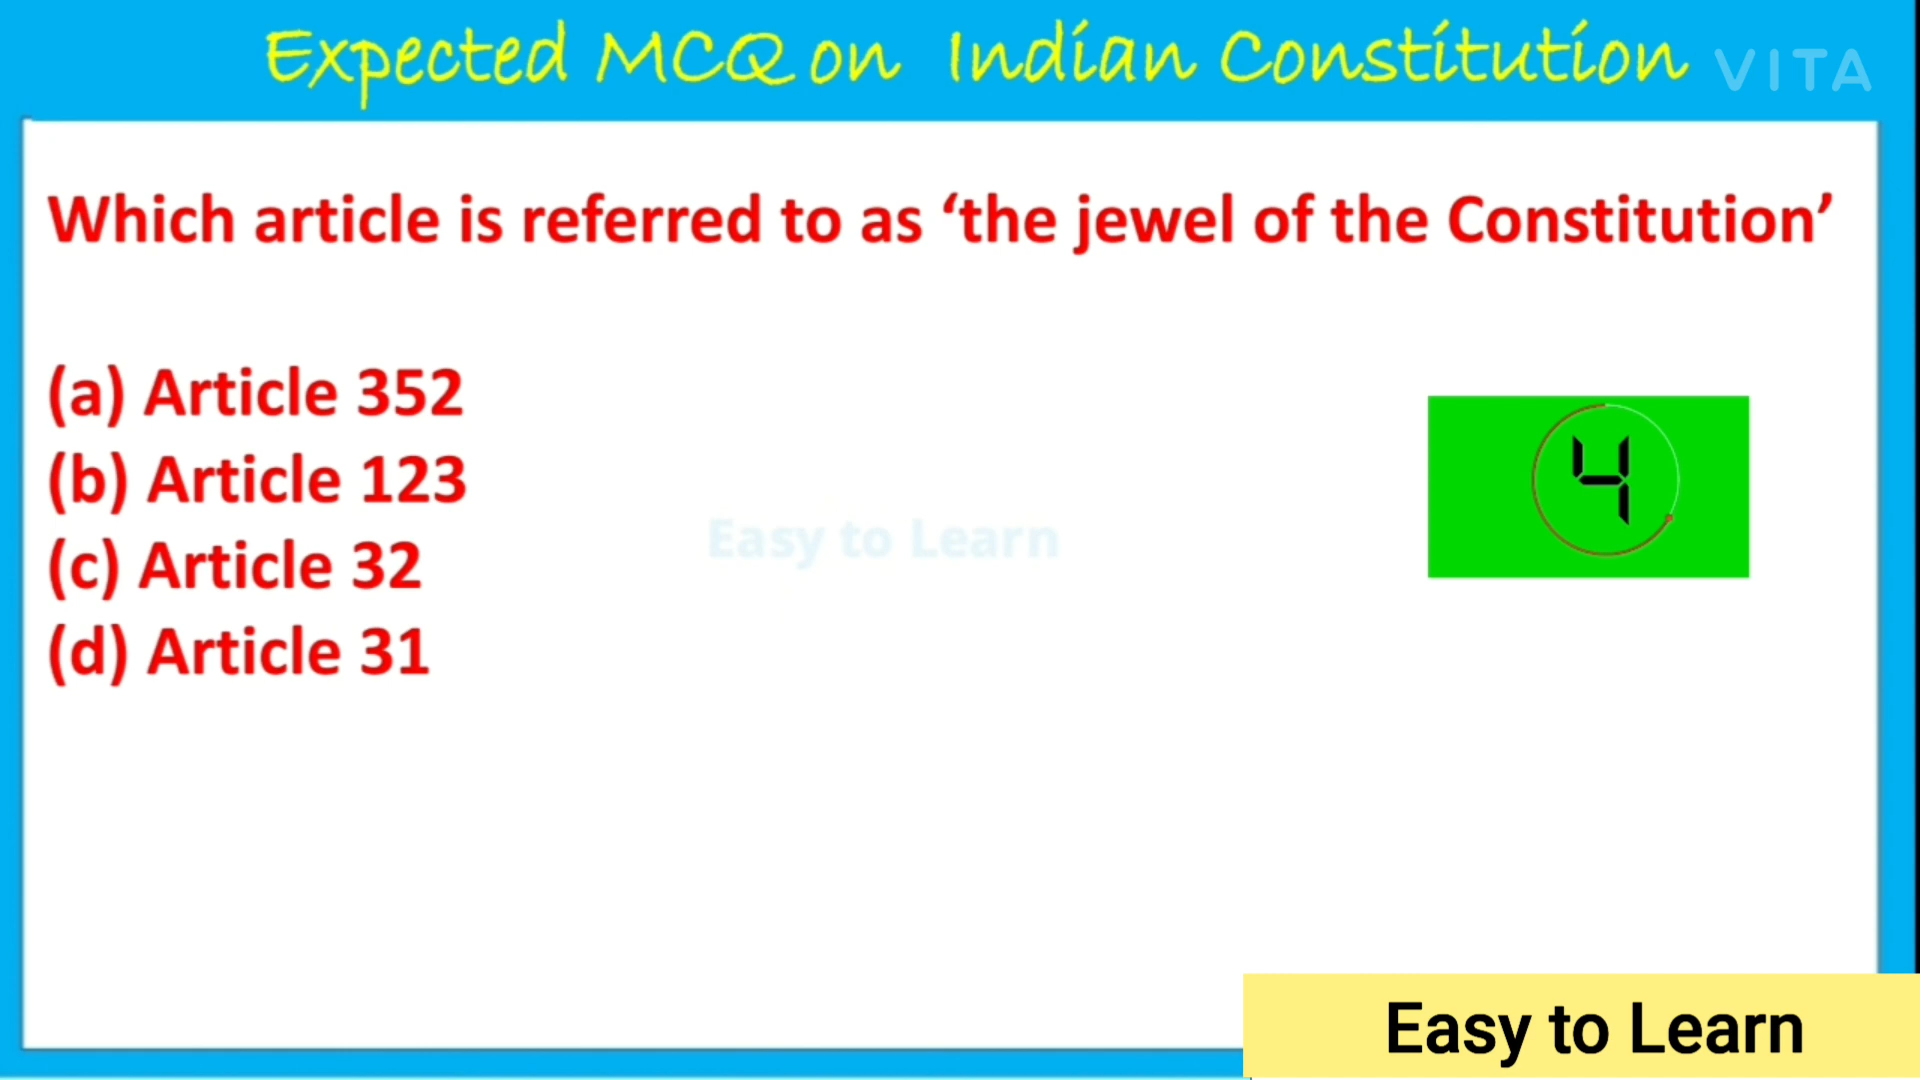 Expected MCQ on Indian Constitution
VITA
Which article is referred to as ‘the jewel of the Constitution’
(a) Article 352
(b) Article 123
(c) Article 32
(d) Article 31
4
Easy to Learn
Easy to Learn